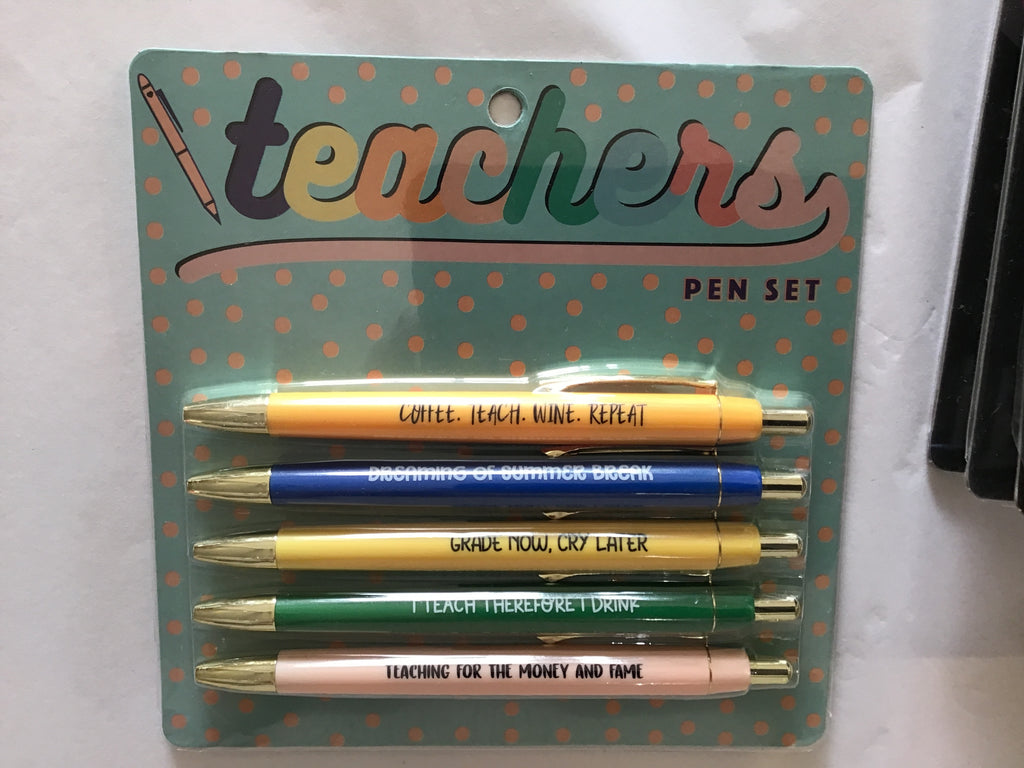 teachers
PEN SET
COFFEE. TEACH. WINE. REPEAT
DREAMING OF SUMMER BREAK
GRADE NOW, CRY LATER
I TEACH THEREFORE I DRINK
TEACHING FOR THE MONEY AND FAME